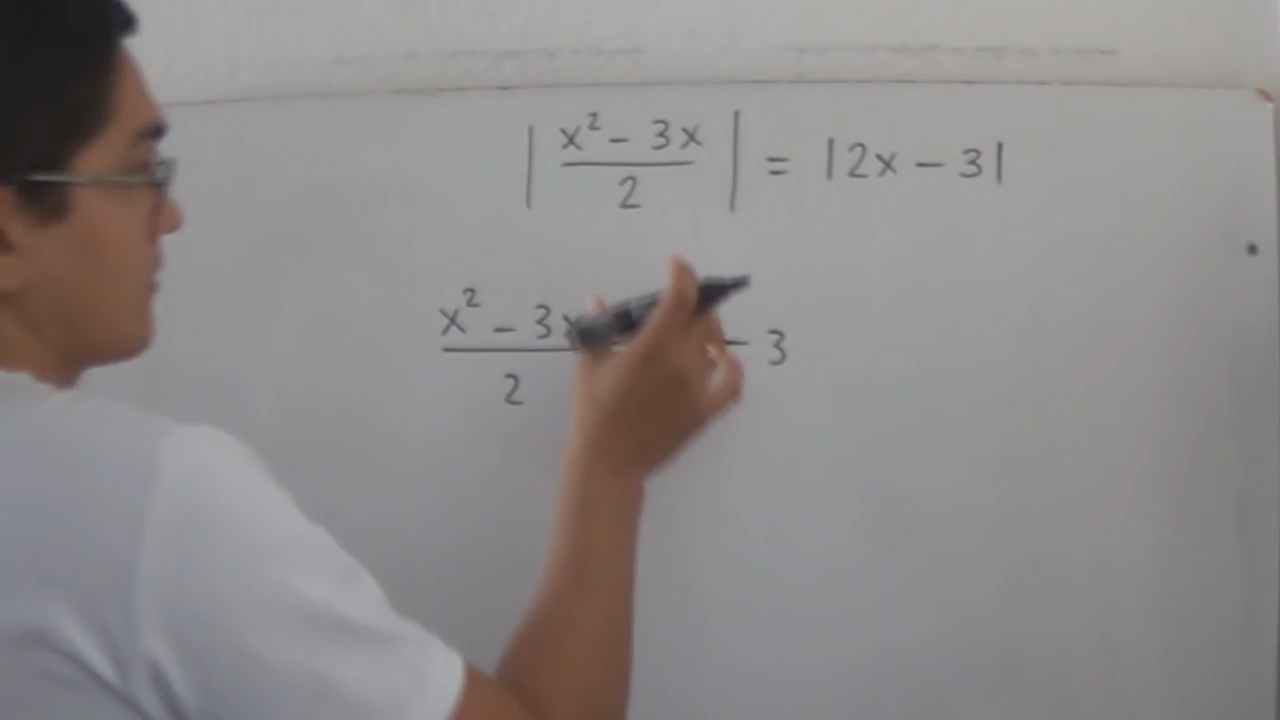 | x² - 3x / 2 | = |2x - 3|
x² - 3x / 2 - 3